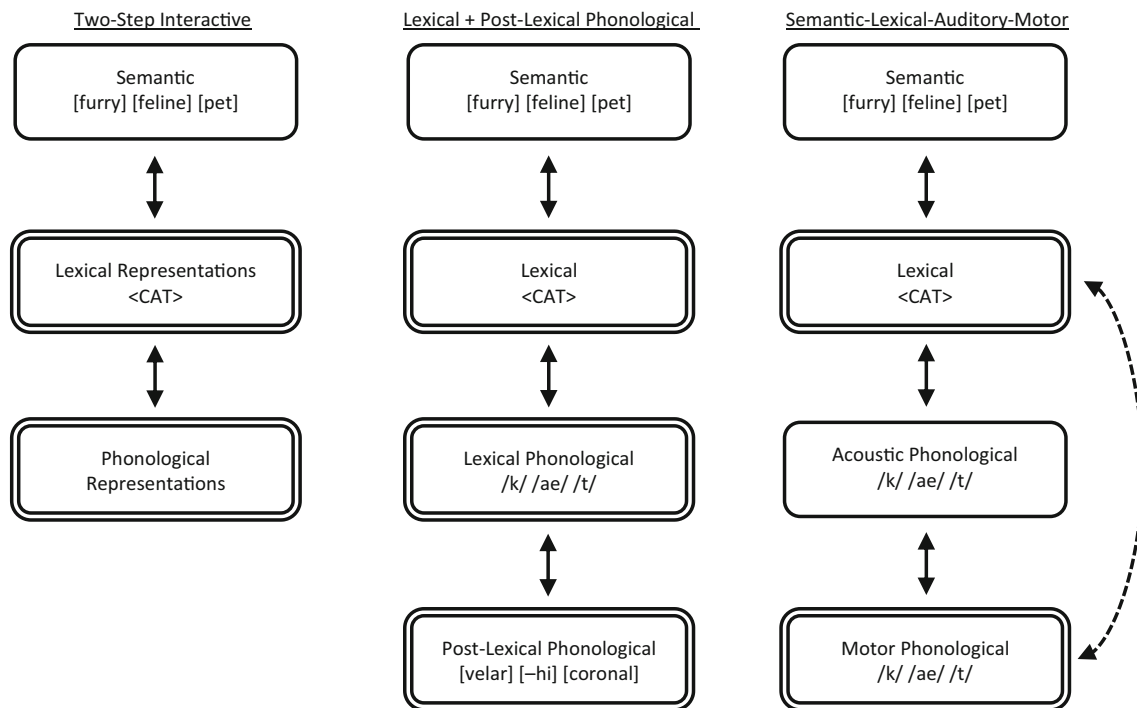 Two-Step Interactive
Semantic
[furry] [feline] [pet]
Lexical Representations
<CAT>
Phonological
Representations
Lexical + Post-Lexical Phonological
Semantic
[furry] [feline] [pet]
Lexical
<CAT>
Lexical Phonological
/k/ /ae/ /t/
Post-Lexical Phonological
[velar] [–hi] [coronal]
Semantic-Lexical-Auditory-Motor
Semantic
[furry] [feline] [pet]
Lexical
<CAT>
Acoustic Phonological
/k/ /ae/ /t/
Motor Phonological
/k/ /ae/ /t/